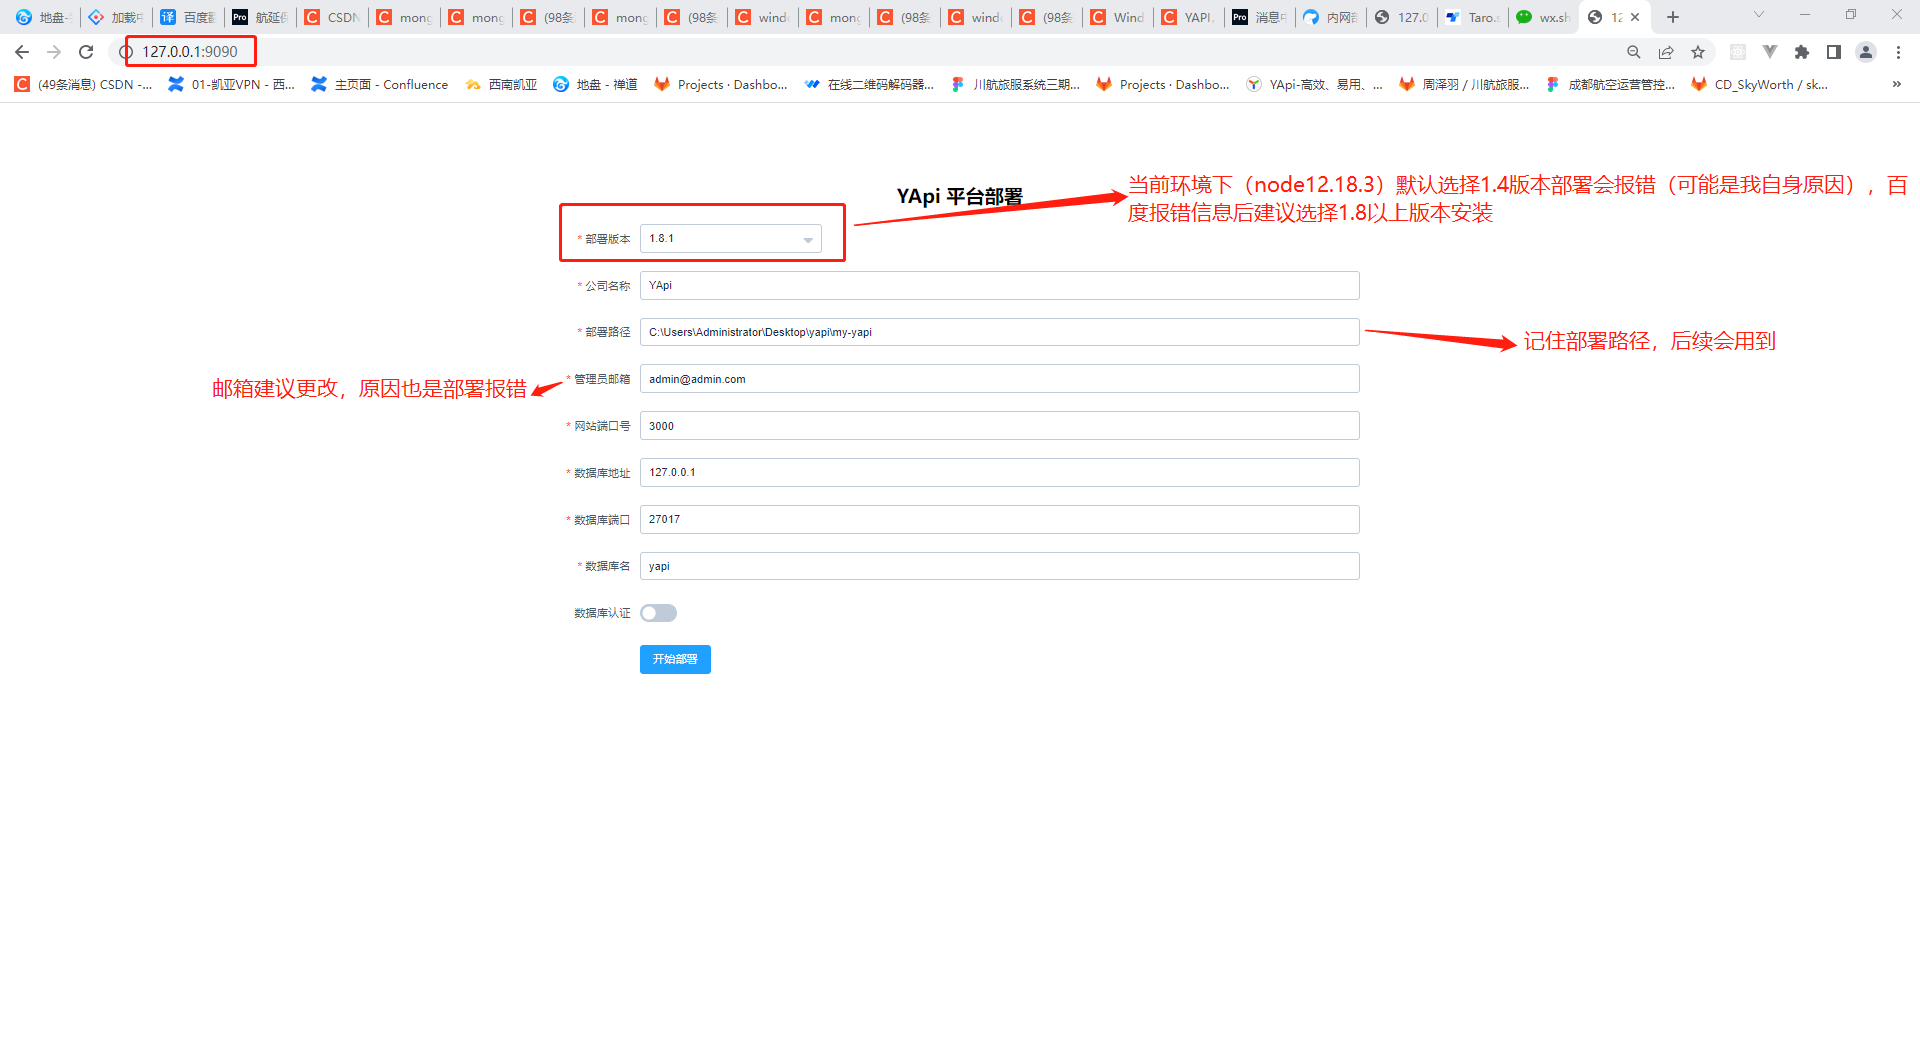 地盘-
加载中
百度翻
航延保
CSDN
mong
mong
(98条
mong
(98条
windo
mong
(98条
windo
(98条
Wind
YAPI
消息中
内网部
127.0
Taro.
wx.sh
12
127.0.0.1:9090
(49条消息) CSDN -...
01-凯亚VPN - 西...
主页面 - Confluence
西南凯亚
地盘 - 禅道
Projects · Dashbo...
在线二维码解码器...
川航旅服系统三期...
Projects · Dashbo...
YApi-高效、易用、...
周泽羽 / 川航旅服...
成都航空运营管控...
CD_SkyWorth / sk...
YApi 平台部署
当前环境下（node12.18.3）默认选择1.4版本部署会报错（可能是我自身原因），百
度报错信息后建议选择1.8以上版本安装
* 部署版本 1.8.1
* 公司名称 YApi
* 部署路径 C:\Users\Administrator\Desktop\yapi\my-yapi
记住部署路径，后续会用到
* 管理员邮箱 admin@admin.com
邮箱建议更改，原因也是部署报错
* 网站端口号 3000
* 数据库地址 127.0.0.1
* 数据库端口 27017
* 数据库名 yapi
数据库认证
开始部署